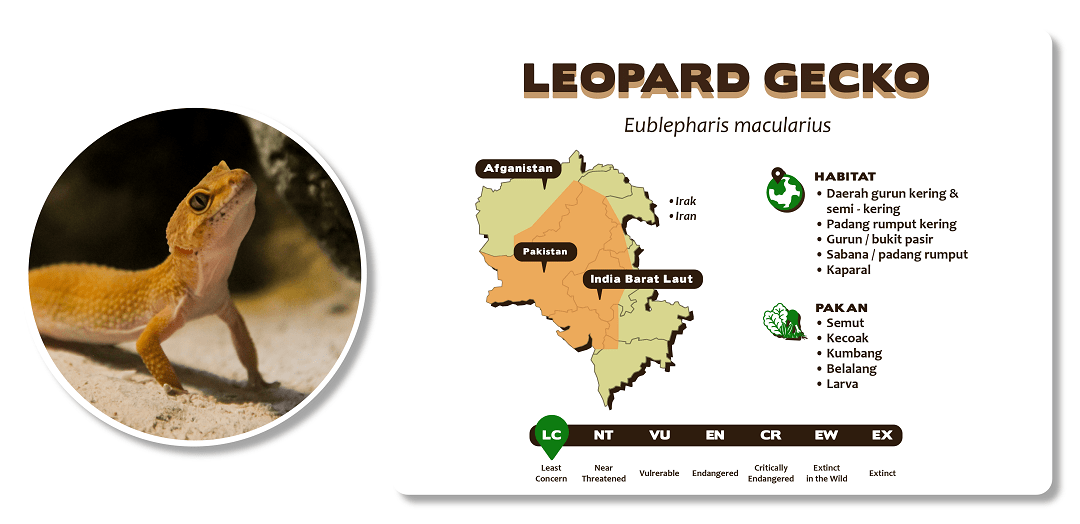 LEOPARD GECKO
Eublepharis macularius
Afganistan
• Irak
• Iran
Pakistan
India Barat Laut
HABITAT
• Daerah gurun kering &
semi - kering
• Padang rumput kering
• Gurun / bukit pasir
• Sabana / padang rumput
• Kaparal
PAKAN
• Semut
• Kecoak
• Kumbang
• Belalang
• Larva
LC NT VU EN CR EW EX
Least Concern
Near Threatened
Vulrerable
Endangered
Critically Endangered
Extinct in the Wild
Extinct